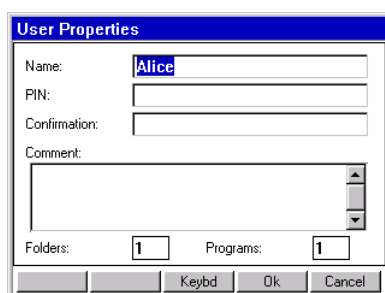 User Properties
Name: Alice
PIN:
Confirmation:
Comment:
Folders: 1 Programs: 1
Keybd Ok Cancel